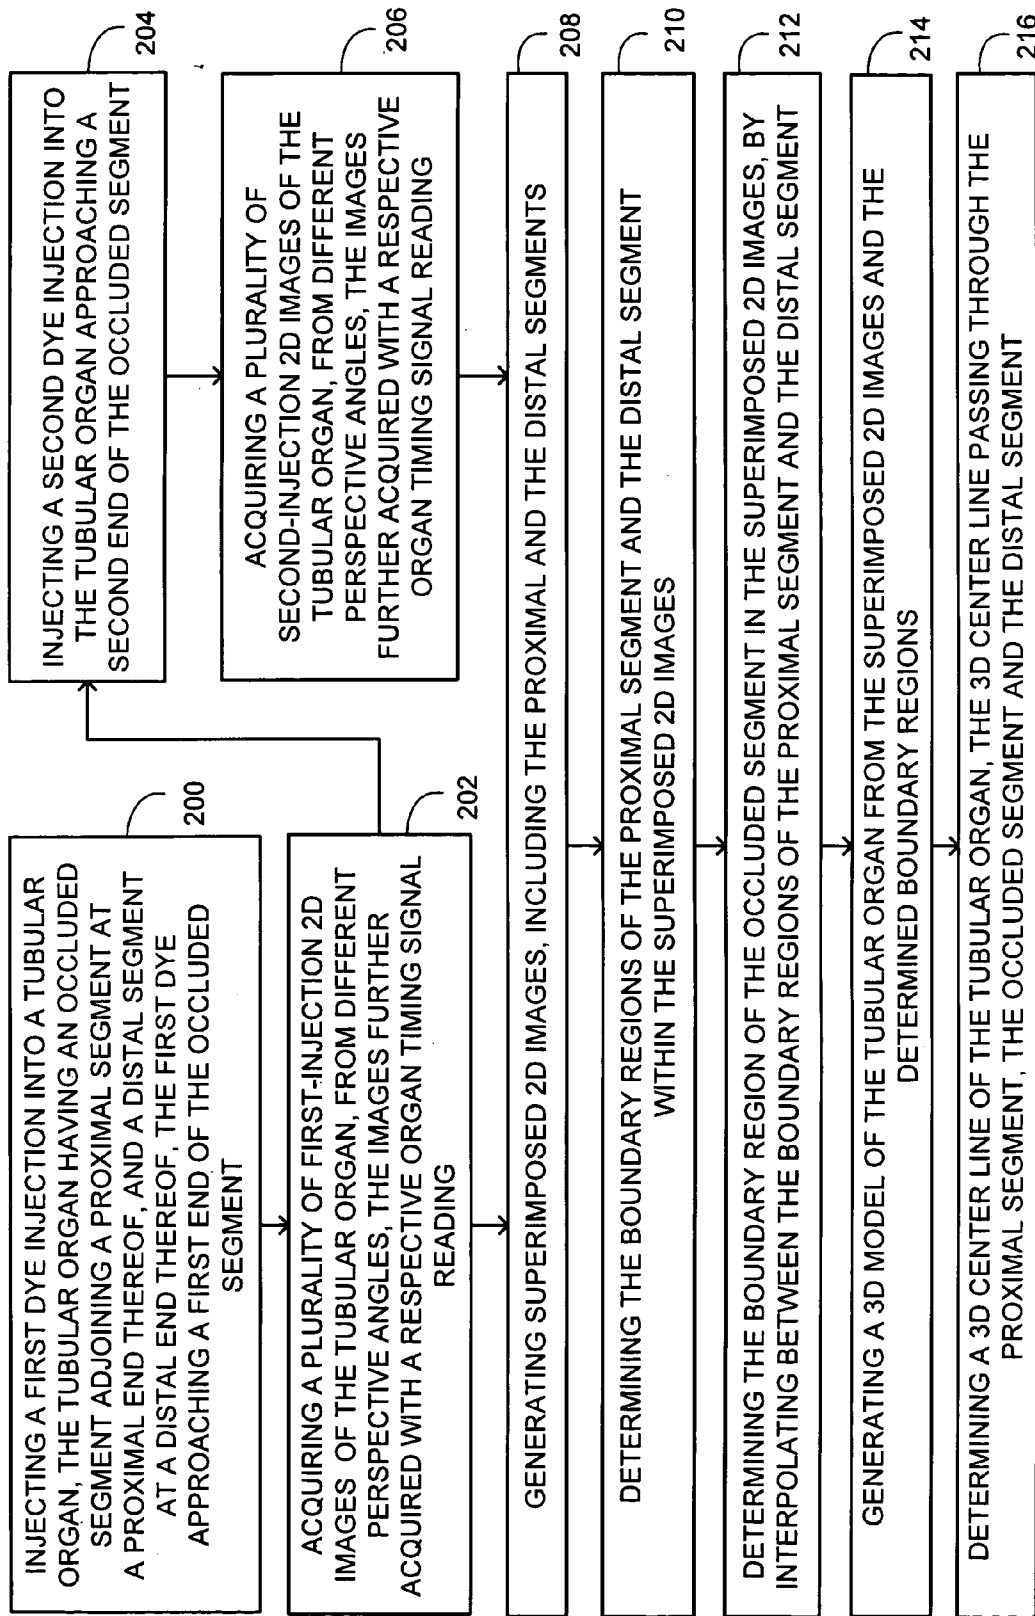 INJECTING A FIRST DYE INJECTION INTO A TUBULAR
ORGAN, THE TUBULAR ORGAN HAVING AN OCCLUDED
SEGMENT ADJOINING A PROXIMAL SEGMENT AT
A PROXIMAL END THEREOF, AND A DISTAL SEGMENT
AT A DISTAL END THEREOF, THE FIRST DYE
APPROACHING A FIRST END OF THE OCCLUDED
SEGMENT
200
ACQUIRING A PLURALITY OF FIRST-INJECTION 2D
IMAGES OF THE TUBULAR ORGAN, FROM DIFFERENT
PERSPECTIVE ANGLES, THE IMAGES FURTHER
ACQUIRED WITH A RESPECTIVE ORGAN TIMING SIGNAL
READING
202
INJECTING A SECOND DYE INJECTION INTO
THE TUBULAR ORGAN APPROACHING A
SECOND END OF THE OCCLUDED SEGMENT
204
ACQUIRING A PLURALITY OF
SECOND-INJECTION 2D IMAGES OF THE
TUBULAR ORGAN, FROM DIFFERENT
PERSPECTIVE ANGLES, THE IMAGES
FURTHER ACQUIRED WITH A RESPECTIVE
ORGAN TIMING SIGNAL READING
206
GENERATING SUPERIMPOSED 2D IMAGES, INCLUDING THE PROXIMAL AND THE DISTAL SEGMENTS
208
DETERMINING THE BOUNDARY REGIONS OF THE PROXIMAL SEGMENT AND THE DISTAL SEGMENT
WITHIN THE SUPERIMPOSED 2D IMAGES
210
DETERMINING THE BOUNDARY REGION OF THE OCCLUDED SEGMENT IN THE SUPERIMPOSED 2D IMAGES, BY
INTERPOLATING BETWEEN THE BOUNDARY REGIONS OF THE PROXIMAL SEGMENT AND THE DISTAL SEGMENT
212
GENERATING A 3D MODEL OF THE TUBULAR ORGAN FROM THE SUPERIMPOSED 2D IMAGES AND THE
DETERMINED BOUNDARY REGIONS
214
DETERMINING A 3D CENTER LINE OF THE TUBULAR ORGAN, THE 3D CENTER LINE PASSING THROUGH THE
PROXIMAL SEGMENT, THE OCCLUDED SEGMENT AND THE DISTAL SEGMENT
216